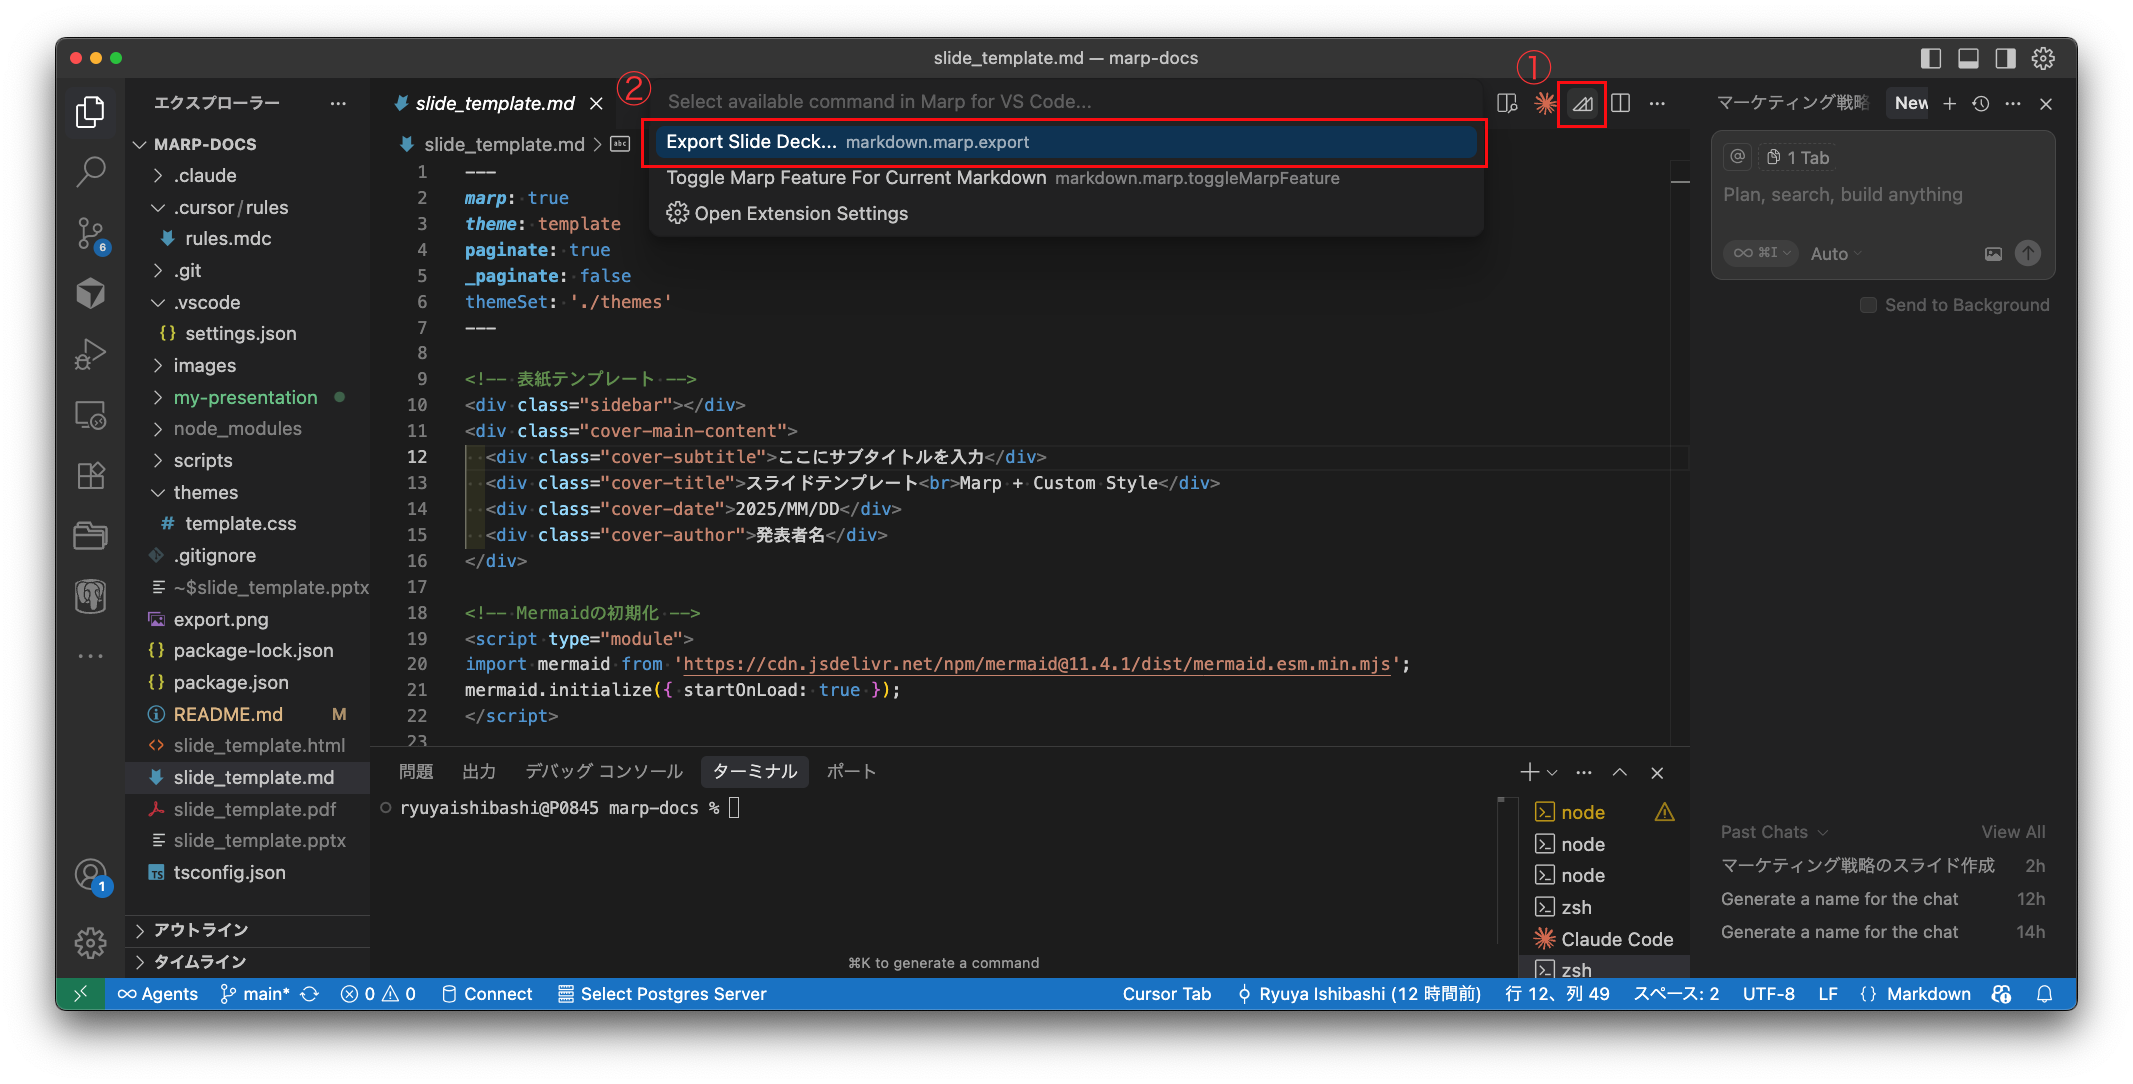 slide_template.md — marp-docs
エクスプローラー
MARP-DOCS
.claude
.cursor/rules
rules.mdc
.git
.vscode
settings.json
images
my-presentation
node_modules
scripts
themes
template.css
.gitignore
~$slide_template.pptx
export.png
package-lock.json
package.json
README.md M
slide_template.html
slide_template.md
slide_template.pdf
slide_template.pptx
tsconfig.json
アウトライン
タイムライン
6
1
slide_template.md
①
②
Select available command in Marp for VS Code...
Export Slide Deck... markdown.marp.export
Toggle Marp Feature For Current Markdown markdown.marp.toggleMarpFeature
Open Extension Settings
slide_template.md > abc
1 ---
2 marp: true
3 theme: template
4 paginate: true
5 _paginate: false
6 themeSet: './themes'
7 ---
8
9 <!-- 表紙テンプレート -->
10 <div class="sidebar"></div>
11 <div class="cover-main-content">
12 <div class="cover-subtitle">ここにサブタイトルを入力</div>
13 <div class="cover-title">スライドテンプレート<br>Marp + Custom Style</div>
14 <div class="cover-date">2025/MM/DD</div>
15 <div class="cover-author">発表者名</div>
16 </div>
17
18 <!-- Mermaidの初期化 -->
19 <script type="module">
20 import mermaid from 'https://cdn.jsdelivr.net/npm/mermaid@11.4.1/dist/mermaid.esm.min.mjs';
21 mermaid.initialize({ startOnLoad: true });
22 </script>
23
問題 出力 デバッグ コンソール ターミナル ポート
ryuyaishibashi@P0845 marp-docs %
⌘K to generate a command
node
node
node
zsh
Claude Code
zsh
マーケティング戦略 New
@ 1 Tab
Plan, search, build anything
∞ ⌘I Auto
Send to Background
Past Chats View All
マーケティング戦略のスライド作成 2h
Generate a name for the chat 12h
Generate a name for the chat 14h
Agents main* 0 0 Connect Select Postgres Server Cursor Tab Ryuya Ishibashi (12 時間前) 行 12、列 49 スペース: 2 UTF-8 LF {} Markdown